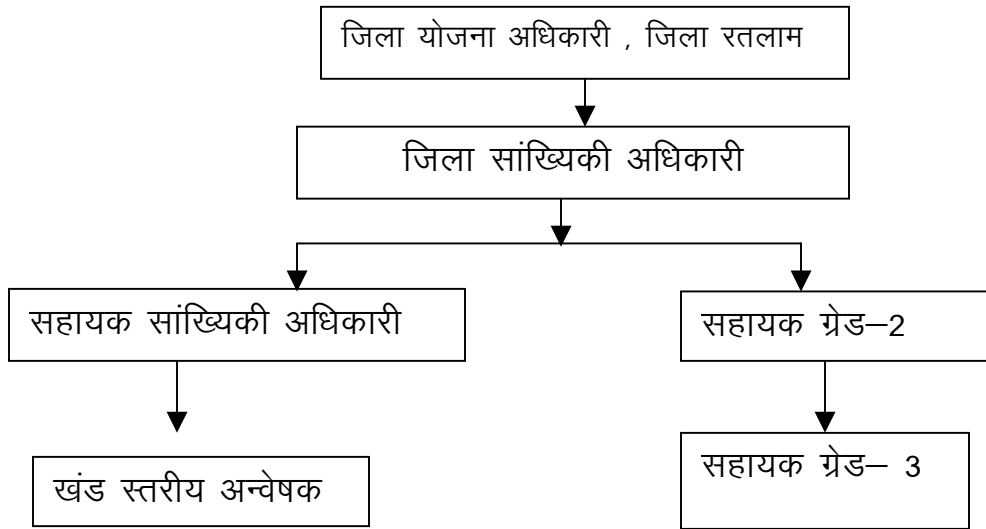 जिला योजना अधिकारी , जिला रतलाम
जिला सांख्यिकी अधिकारी
सहायक सांख्यिकी अधिकारी
सहायक ग्रेड–2
खंड स्तरीय अन्वेषक
सहायक ग्रेड– 3